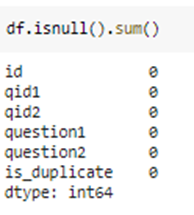 df.isnull().sum()
id 0
qid1 0
qid2 0
question1 0
question2 0
is_duplicate 0
dtype: int64